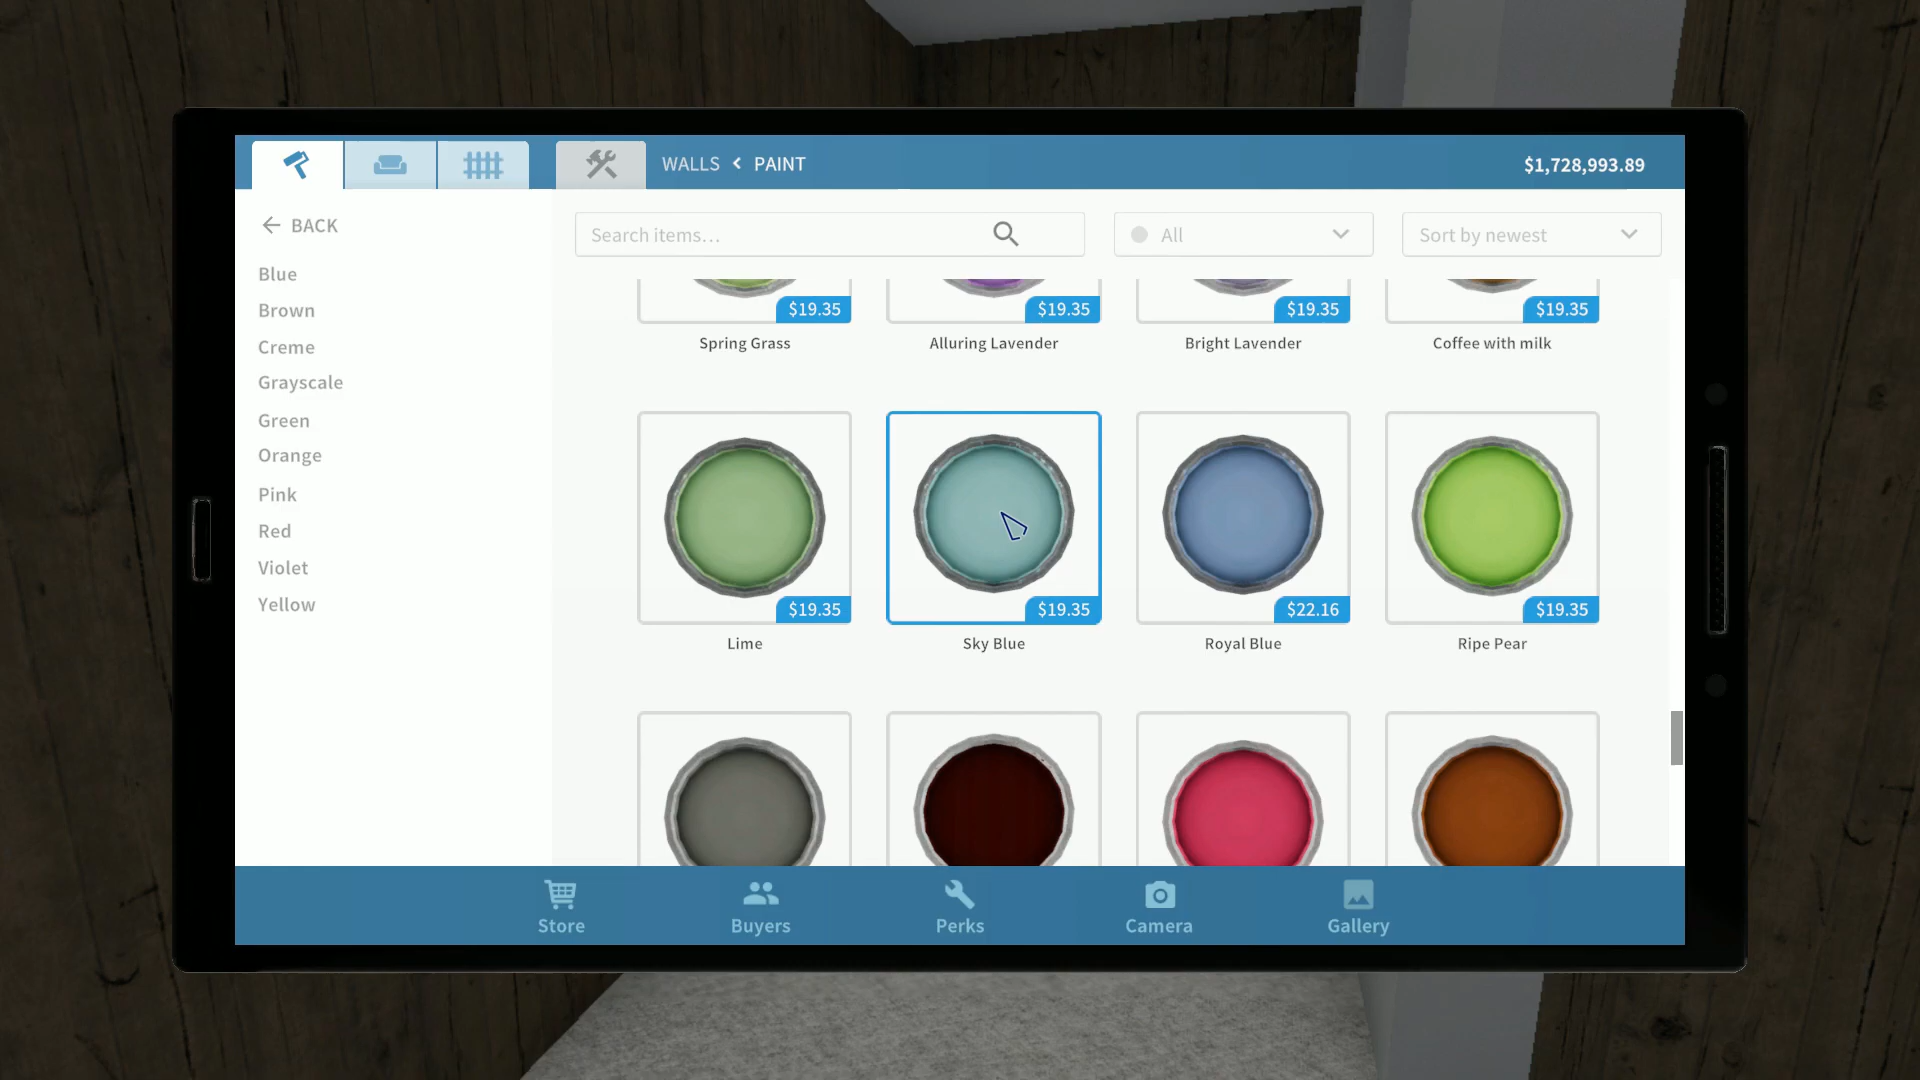 WALLS < PAINT
$1,728,993.89
BACK
Search items...
All
Sort by newest
Blue
Brown
Creme
Grayscale
Green
Orange
Pink
Red
Violet
Yellow
$19.35 $19.35 $19.35 $19.35
Spring Grass Alluring Lavender Bright Lavender Coffee with milk
$19.35 $19.35 $22.16 $19.35
Lime Sky Blue Royal Blue Ripe Pear
Store Buyers Perks Camera Gallery